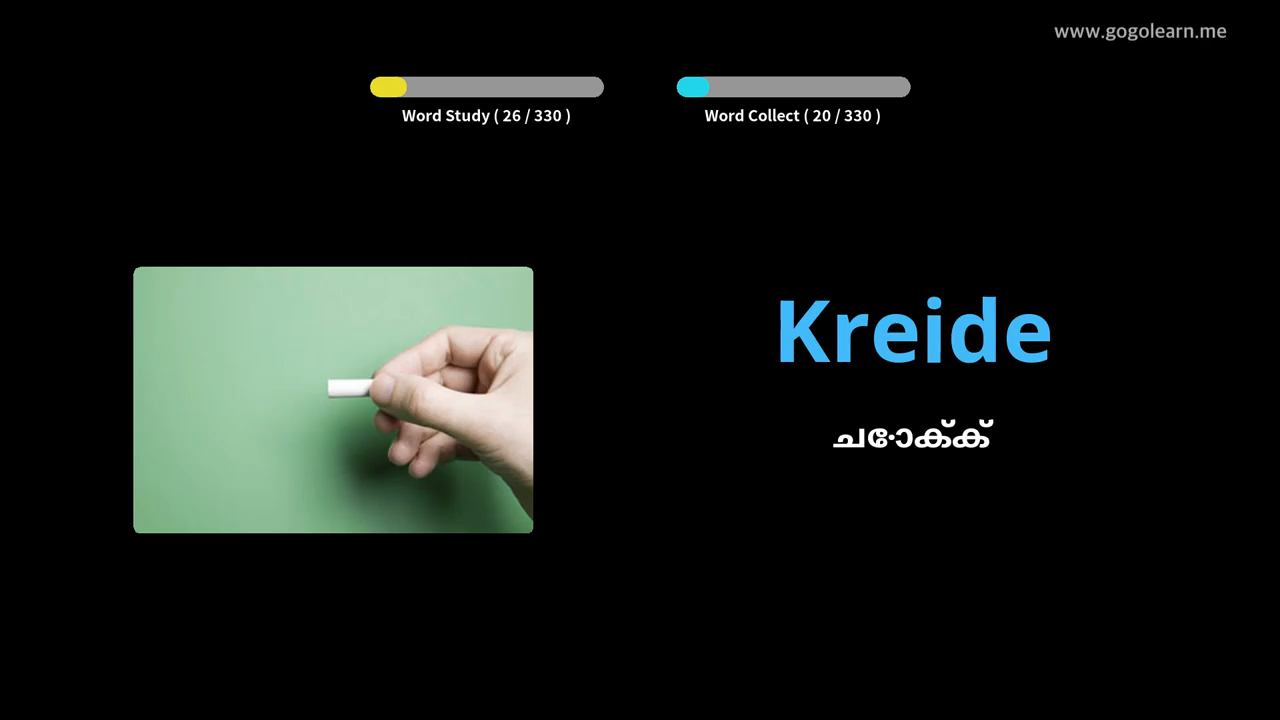 www.gogolearn.me
Word Study ( 26 / 330 )
Word Collect ( 20 / 330 )
Kreide
ചോക്ക്